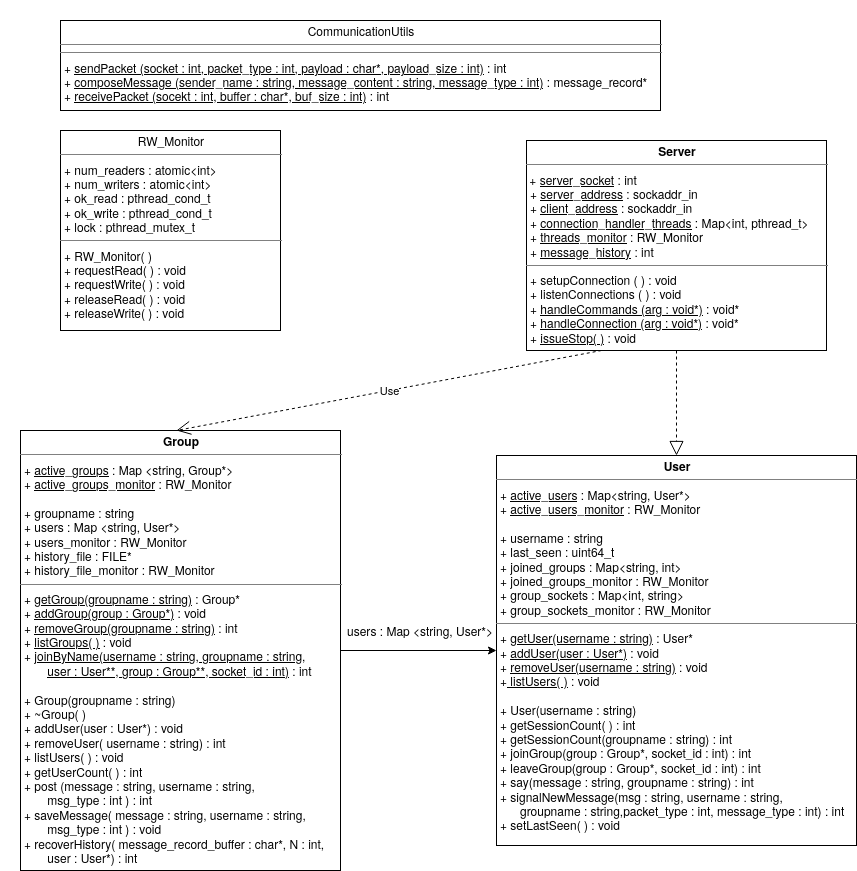 CommunicationUtils
+ sendPacket (socket : int, packet_type : int, payload : char*, payload_size : int) : int
+ composeMessage (sender_name : string, message_content : string, message_type : int) : message_record*
+ receivePacket (socekt : int, buffer : char*, buf_size : int) : int
RW_Monitor
+ num_readers : atomic<int>
+ num_writers : atomic<int>
+ ok_read : pthread_cond_t
+ ok_write : pthread_cond_t
+ lock : pthread_mutex_t
+ RW_Monitor( )
+ requestRead( ) : void
+ requestWrite( ) : void
+ releaseRead( ) : void
+ releaseWrite( ) : void
Server
+ server_socket : int
+ server_address : sockaddr_in
+ client_address : sockaddr_in
+ connection_handler_threads : Map<int, pthread_t>
+ threads_monitor : RW_Monitor
+ message_history : int
+ setupConnection ( ) : void
+ listenConnections ( ) : void
+ handleCommands (arg : void*) : void*
+ handleConnection (arg : void*) : void*
+ issueStop( ) : void
Use
Group
+ active_groups : Map <string, Group*>
+ active_groups_monitor : RW_Monitor
+ groupname : string
+ users : Map <string, User*>
+ users_monitor : RW_Monitor
+ history_file : FILE*
+ history_file_monitor : RW_Monitor
+ getGroup(groupname : string) : Group*
+ addGroup(group : Group*) : void
+ removeGroup(groupname : string) : int
+ listGroups( ) : void
+ joinByName(username : string, groupname : string,
user : User**, group : Group**, socket_id : int) : int
+ Group(groupname : string)
+ ~Group( )
+ addUser(user : User*) : void
+ removeUser( username : string) : int
+ listUsers( ) : void
+ getUserCount( ) : int
+ post (message : string, username : string,
msg_type : int ) : int
+ saveMessage( message : string, username : string,
msg_type : int ) : void
+ recoverHistory( message_record_buffer : char*, N : int,
user : User*) : int
users : Map <string, User*>
User
+ active_users : Map<string, User*>
+ active_users_monitor : RW_Monitor
+ username : string
+ last_seen : uint64_t
+ joined_groups : Map<string, int>
+ joined_groups_monitor : RW_Monitor
+ group_sockets : Map<int, string>
+ group_sockets_monitor : RW_Monitor
+ getUser(username : string) : User*
+ addUser(user : User*) : void
+ removeUser(username : string) : void
+ listUsers( ) : void
+ User(username : string)
+ getSessionCount( ) : int
+ getSessionCount(groupname : string) : int
+ joinGroup(group : Group*, socket_id : int) : int
+ leaveGroup(group : Group*, socket_id : int) : int
+ say(message : string, groupname : string) : int
+ signalNewMessage(msg : string, username : string,
groupname : string,packet_type : int, message_type : int) : int
+ setLastSeen( ) : void